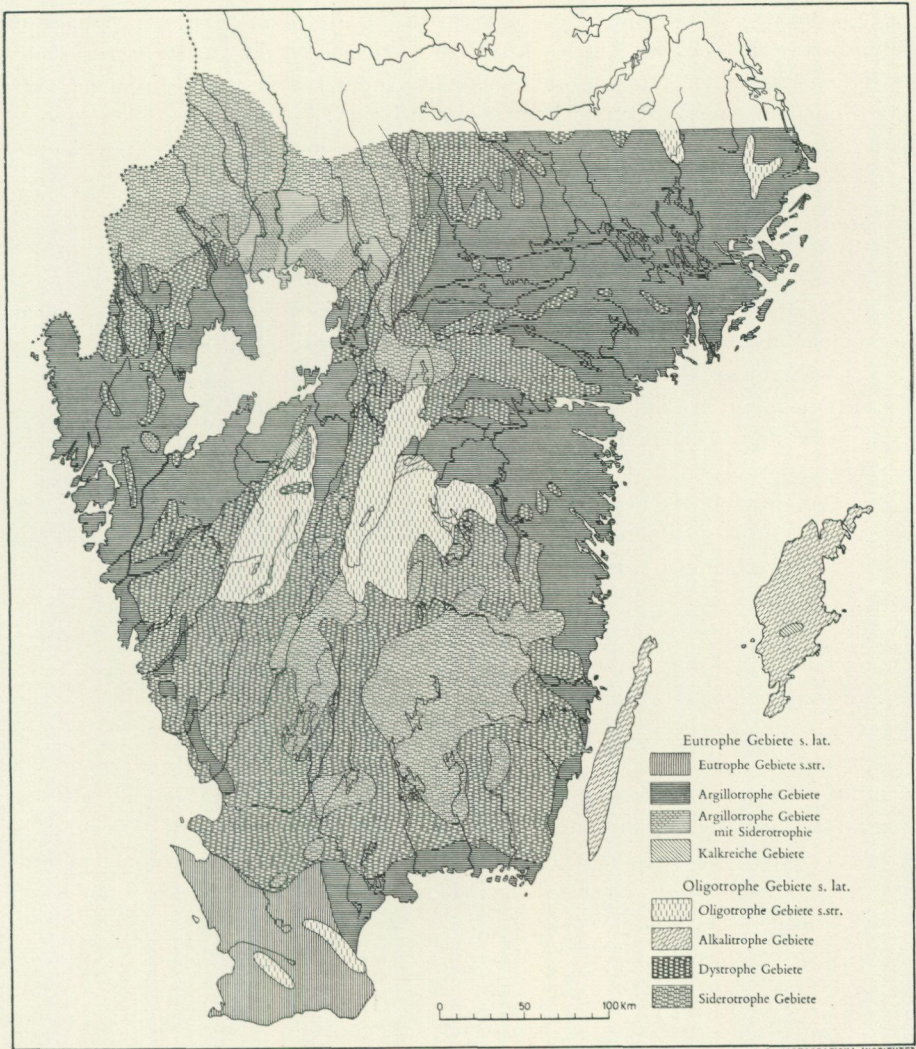 Eutrophe Gebiete s. lat.
Eutrophe Gebiete s.str.
Argillotrophe Gebiete
Argillotrophe Gebiete
mit Siderotrophie
Kalkreiche Gebiete
Oligotrophe Gebiete s. lat.
Oligotrophe Gebiete s.str.
Alkalitrophe Gebiete
Dystrophe Gebiete
Siderotrophe Gebiete
0 50 100 Km